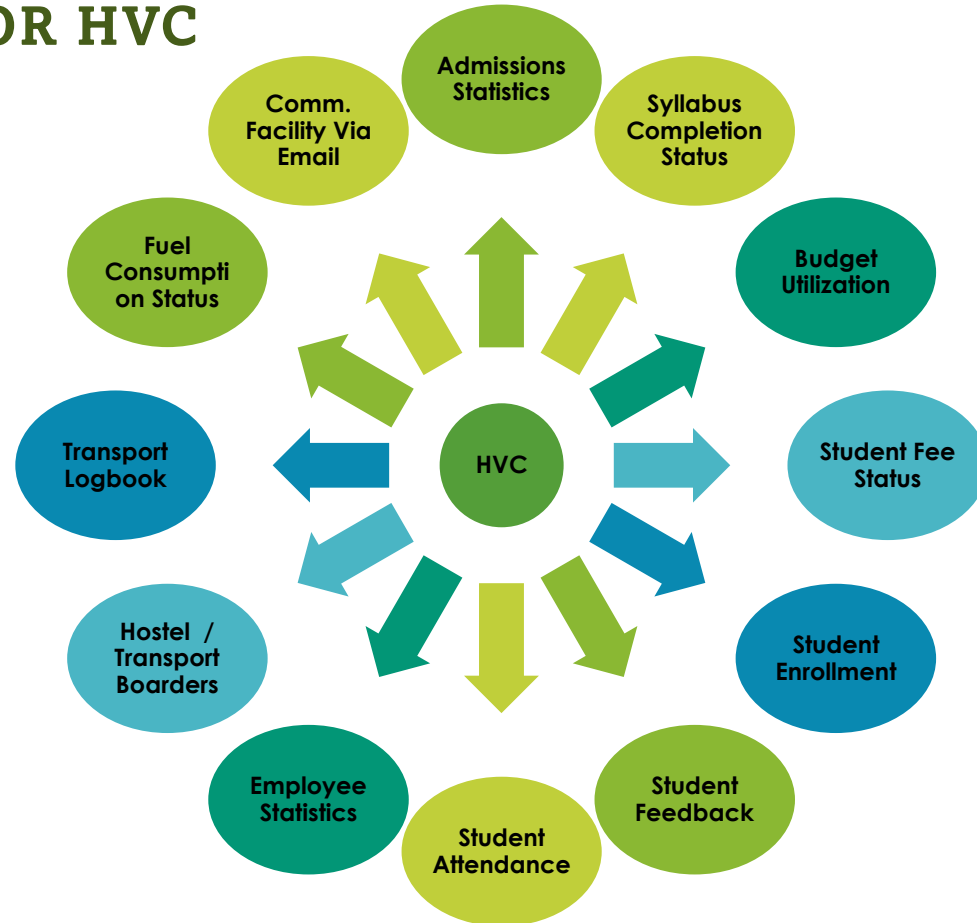 OR HVC
Admissions
Statistics
Syllabus
Completion
Status
Budget
Utilization
Student Fee
Status
Student
Enrollment
Student
Feedback
Student
Attendance
Employee
Statistics
Hostel /
Transport
Boarders
Transport
Logbook
Fuel
Consumpti
on Status
Comm.
Facility Via
Email
HVC